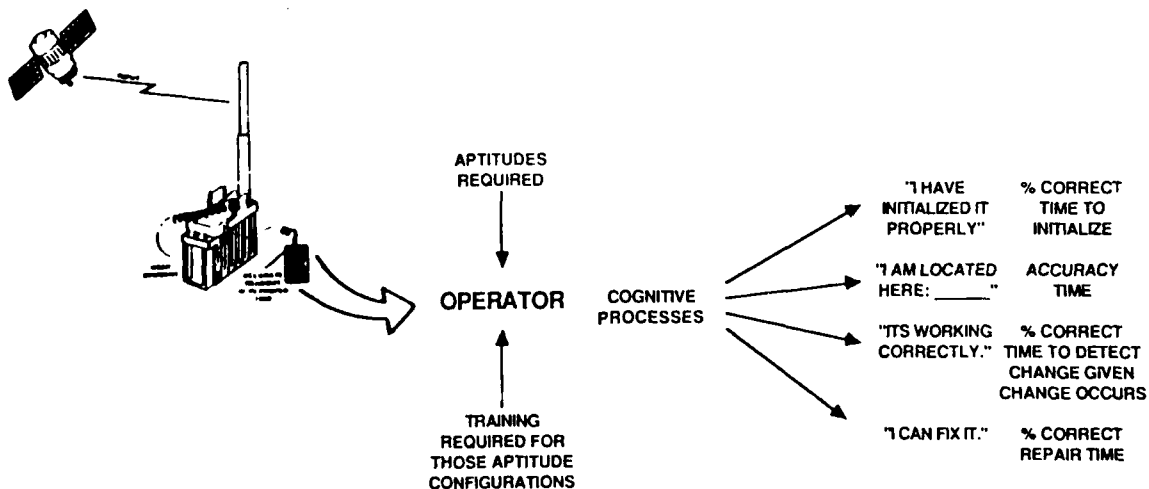 APTITUDES
REQUIRED
OPERATOR
TRAINING
REQUIRED FOR
THOSE APTITUDE
CONFIGURATIONS
COGNITIVE
PROCESSES
"I HAVE
INITIALIZED IT
PROPERLY"
% CORRECT
TIME TO
INITIALIZE
"I AM LOCATED
HERE: ______"
ACCURACY
TIME
"ITS WORKING
CORRECTLY."
% CORRECT
TIME TO DETECT
CHANGE GIVEN
CHANGE OCCURS
"I CAN FIX IT."
% CORRECT
REPAIR TIME